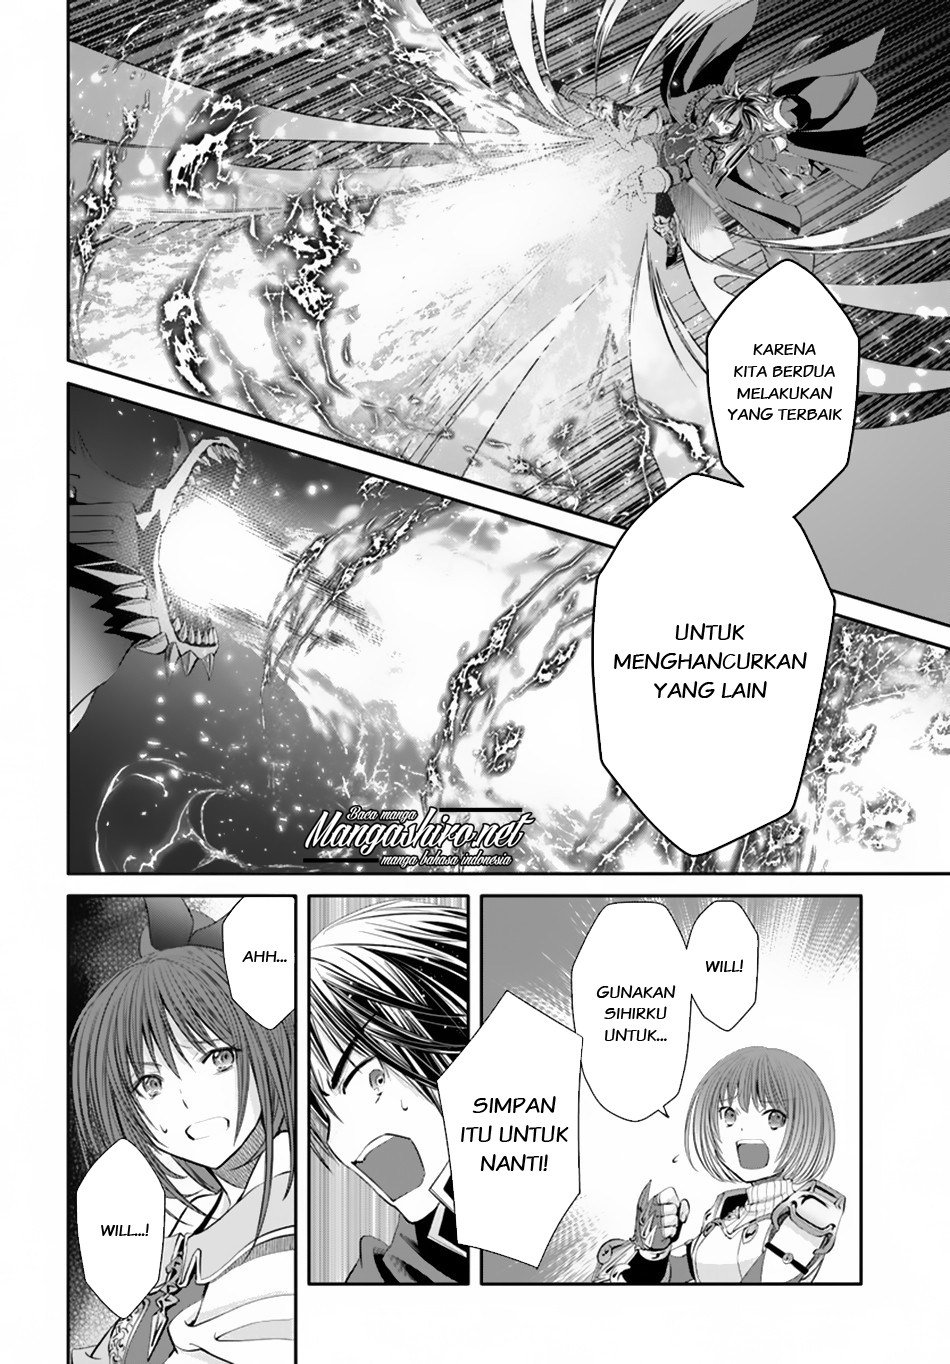 KARENA
KITA BERDUA
MELAKUKAN
YANG TERBAIK
UNTUK
MENGHANCURKAN
YANG LAIN
Baca manga
Mangashiro.net
manga bahasa indonesia
WILL!
GUNAKAN
SIHIRKU
UNTUK...
SIMPAN
ITU UNTUK
NANTI!
AHH...
WILL...!